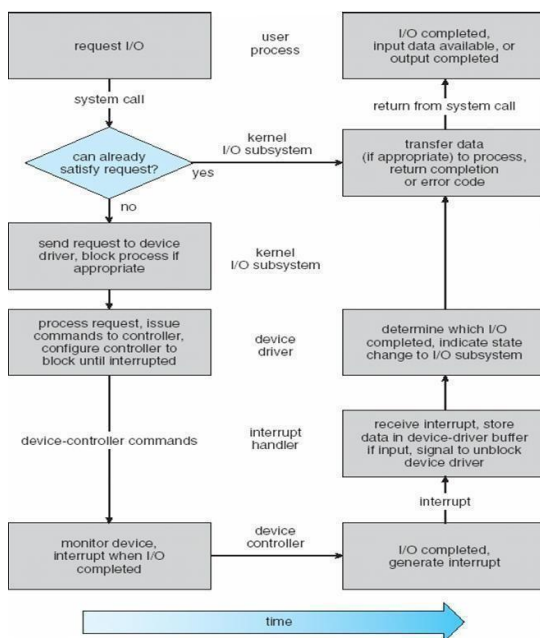 request I/O
user
process
I/O completed,
input data available, or
output completed
system call
return from system call
can already
satisfy request?
yes
no
kernel
I/O subsystem
transfer data
(if appropriate) to process,
return completion
or error code
send request to device
driver, block process if
appropriate
kernel
I/O subsystem
process request, issue
commands to controller,
configure controller to
block until interrupted
device
driver
determine which I/O
completed, indicate state
change to I/O subsystem
device-controller commands
interrupt
handler
receive interrupt, store
data in device-driver buffer
if input, signal to unblock
device driver
interrupt
monitor device,
interrupt when I/O
completed
device
controller
I/O completed,
generate interrupt
time